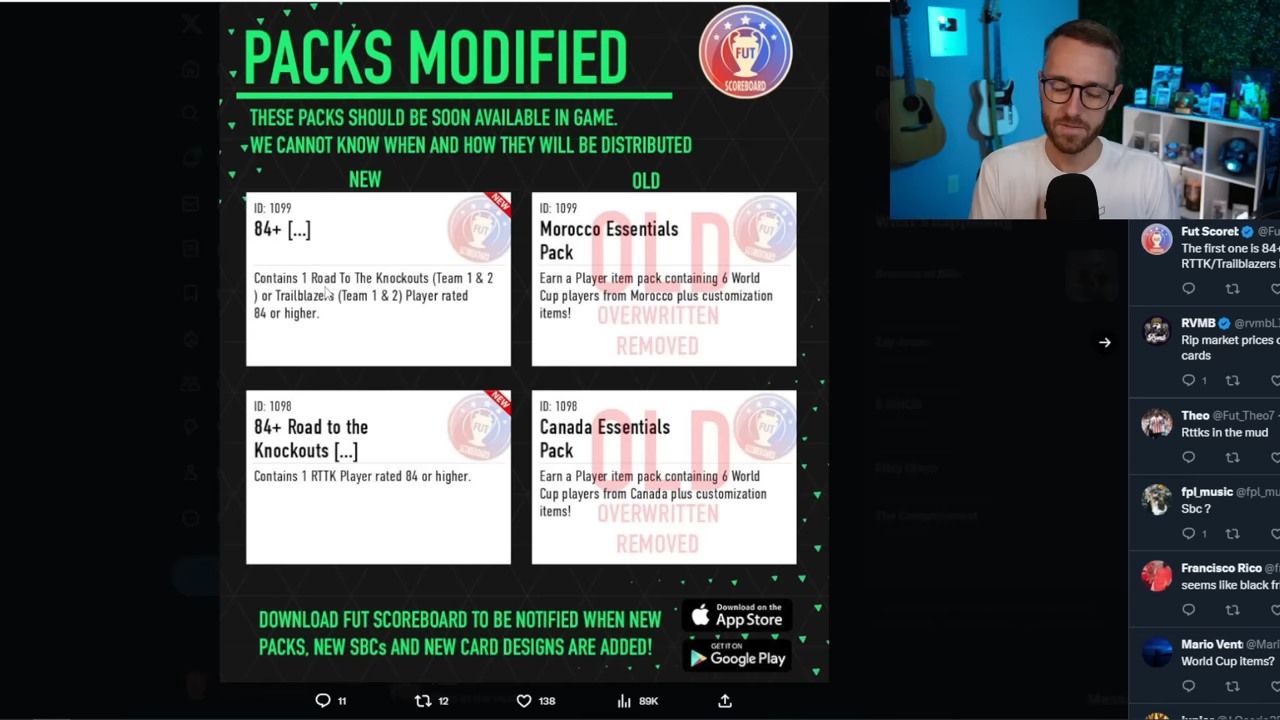 PACKS MODIFIED
FUT
SCOREBOARD
THESE PACKS SHOULD BE SOON AVAILABLE IN GAME.
WE CANNOT KNOW WHEN AND HOW THEY WILL BE DISTRIBUTED
NEW
ID: 1099
84+ [...]
NEW
FUT
Contains 1 Road To The Knockouts (Team 1 & 2
) or Trailblazers (Team 1 & 2) Player rated
84 or higher.
ID: 1098
84+ Road to the
Knockouts [...]
NEW
FUT
Contains 1 RTTK Player rated 84 or higher.
OLD
ID: 1099
Morocco Essentials
Pack
OLD
FUT
Earn a Player item pack containing 6 World
Cup players from Morocco plus customization
items!
OVERWRITTEN
REMOVED
ID: 1098
Canada Essentials
Pack
OLD
FUT
Earn a Player item pack containing 6 World
Cup players from Canada plus customization
items!
OVERWRITTEN
REMOVED
DOWNLOAD FUT SCOREBOARD TO BE NOTIFIED WHEN NEW
PACKS, NEW SBCs AND NEW CARD DESIGNS ARE ADDED!
Download on the
App Store
GET IT ON
Google Play
11
12
138
89K
Fut Score
The first one is 84+
RTTK/Trailblazers
RVMB @rvmb
Rip market prices
cards
1
Theo @Fut_Theo7
Rttks in the mud
fpl_music @fpl_mu
Sbc ?
1
Francisco Rico @f
seems like black fr
Mario Vent @Mar
World Cup items?